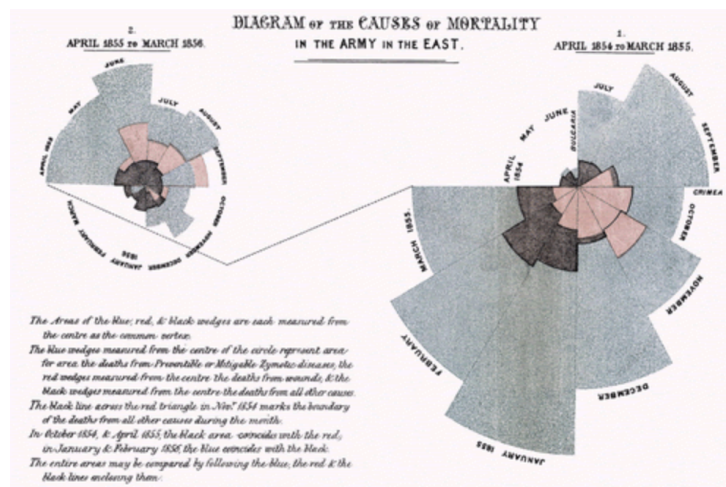 DIAGRAM OF THE CAUSES OF MORTALITY
IN THE ARMY IN THE EAST.
2.
APRIL 1855 TO MARCH 1856.
1.
APRIL 1854 TO MARCH 1855.
APRIL 1855
MAY
JUNE
JULY
AUGUST
SEPTEMBER
OCTOBER
NOVEMBER
DECEMBER
JANUARY 1856
FEBRUARY
MARCH
APRIL 1854
MAY
JUNE
BULGARIA
JULY
AUGUST
SEPTEMBER
CRIMEA
OCTOBER
NOVEMBER
DECEMBER
JANUARY 1855
FEBRUARY
MARCH 1855.
The Areas of the blue, red, & black wedges are each measured from
the centre as the common vertex.
The blue wedges measured from the centre of the circle represent area
for area the deaths from Preventible or Mitigable Zymotic diseases, the
red wedges measured from the centre the deaths from wounds, & the
black wedges measured from the centre the deaths from all other causes.
The black line across the red triangle in Nov.r 1854 marks the boundary
of the deaths from all other causes during the month.
In October 1854, & April 1855, the black area coincides with the red;
in January & February 1856, the blue coincides with the black.
The entire areas may be compared by following the blue, the red & the
black lines enclosing them.